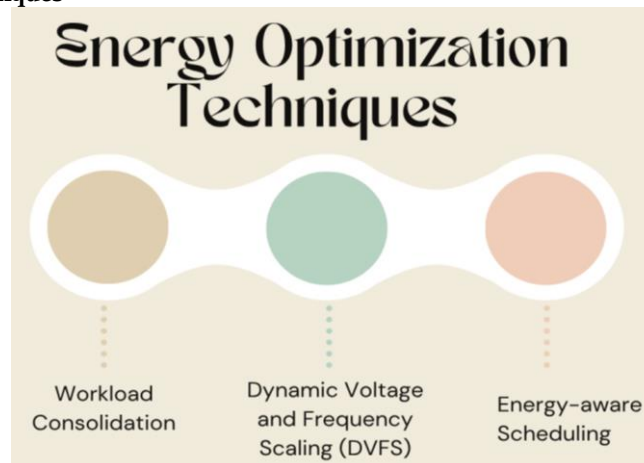 Energy Optimization
Techniques
Workload
Consolidation
Dynamic Voltage
and Frequency
Scaling (DVFS)
Energy-aware
Scheduling